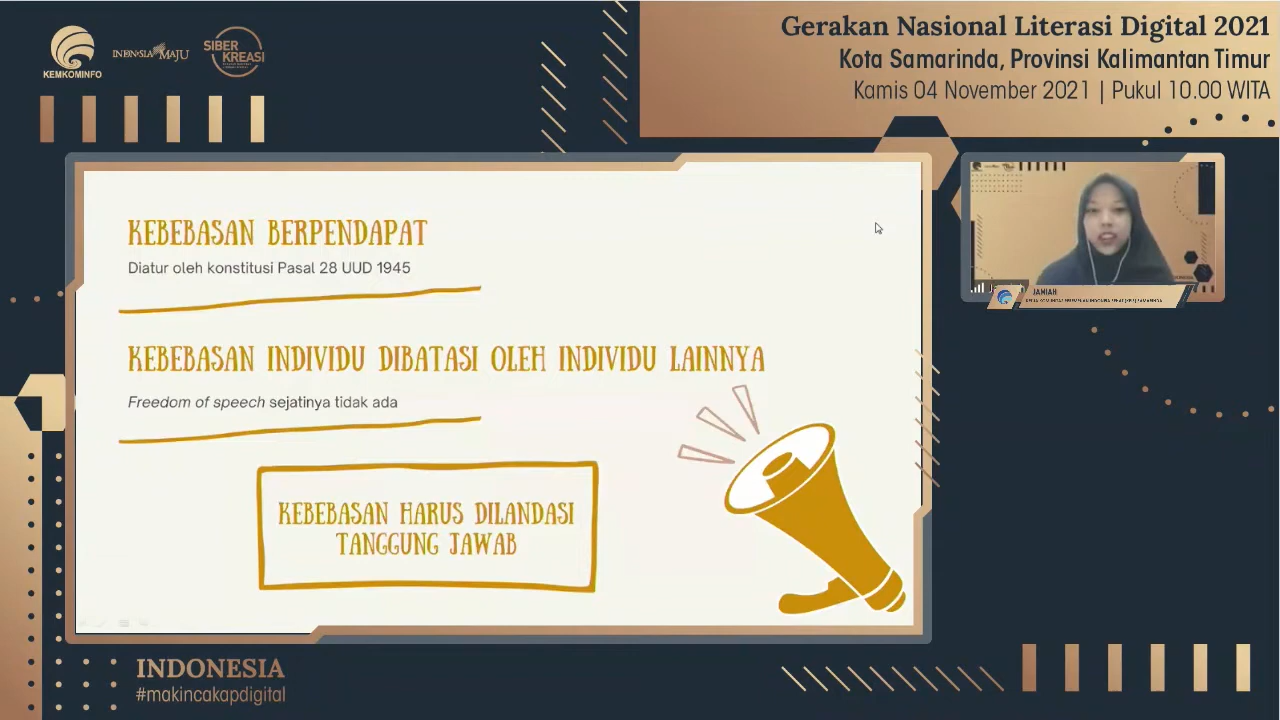 KEMKOMINFO
INDONESIA MAJU
SIBER
KREASI
Gerakan Nasional Literasi Digital 2021
Kota Samarinda, Provinsi Kalimantan Timur
Kamis 04 November 2021 | Pukul 10.00 WITA
KEBEBASAN BERPENDAPAT
Diatur oleh konstitusi Pasal 28 UUD 1945
KEBEBASAN INDIVIDU DIBATASI OLEH INDIVIDU LAINNYA
Freedom of speech sejatinya tidak ada
KEBEBASAN HARUS DILANDASI
TANGGUNG JAWAB
JAMIAH
INDONESIA
#makincakapdigital